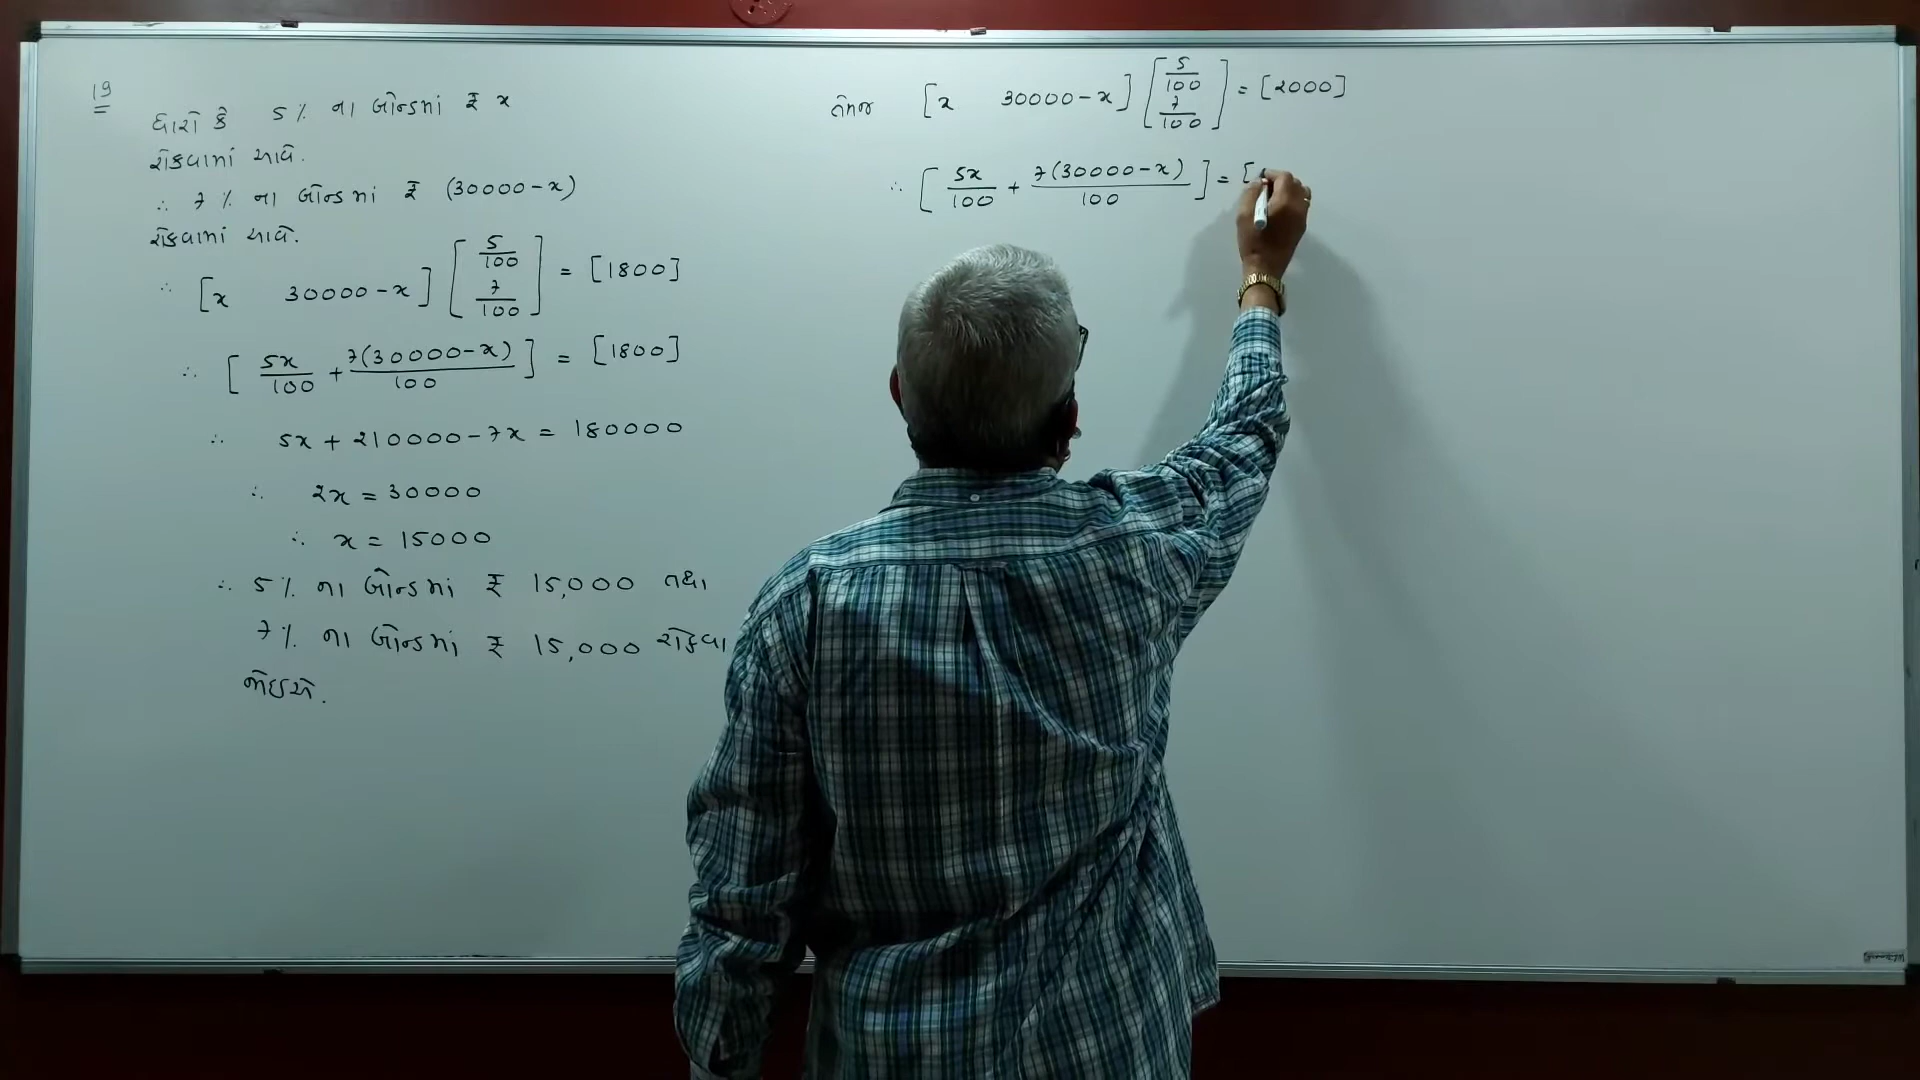 19
ધારો કે 5% ના બોન્ડમાં ₹ x
રોકવામાં આવે.
∴ 7% ના બોન્ડમાં ₹ (30000-x)
રોકવામાં આવે.
∴ [x 30000-x] [5/100 7/100] = [1800]
∴ [5x/100 + 7(30000-x)/100] = [1800]
∴ 5x + 210000 - 7x = 180000
∴ 2x = 30000
∴ x = 15000
∴ 5% ના બોન્ડમાં ₹ 15,000 તથા
7% ના બોન્ડમાં ₹ 15,000 રોકવા
જોઇએ.
તેમજ [x 30000-x] [5/100 7/100] = [2000]
∴ [5x/100 + 7(30000-x)/100] = [